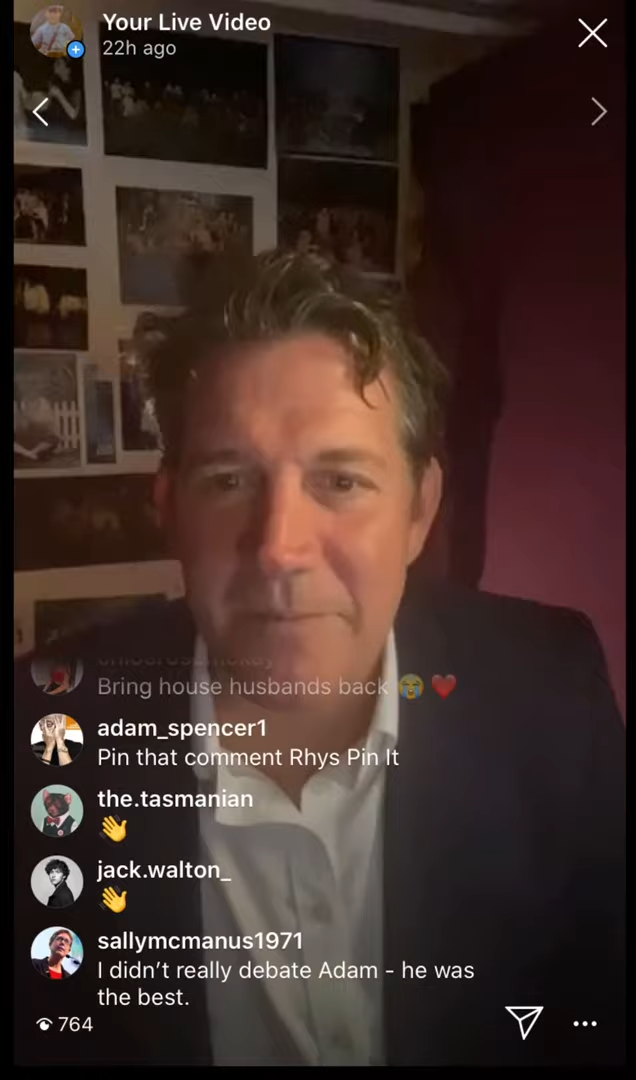 Your Live Video
22h ago
Bring house husbands back 😭❤️
adam_spencer1
Pin that comment Rhys Pin It
the.tasmanian
👋
jack.walton_
👋
sallymcmanus1971
I didn’t really debate Adam - he was
the best.
764